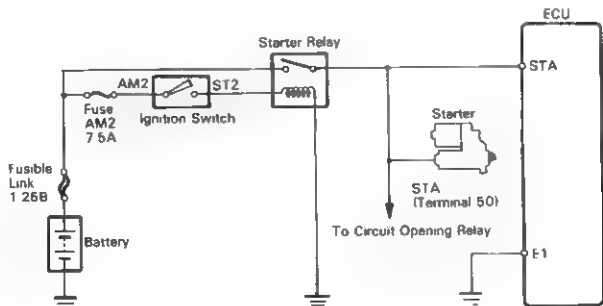 ECU
Starter Relay
STA
AM2
ST2
Fuse
AM2
7 5A
Ignition Switch
Starter
Fusible
Link
1 25B
STA
(Terminal 50)
To Circuit Opening Relay
Battery
E1